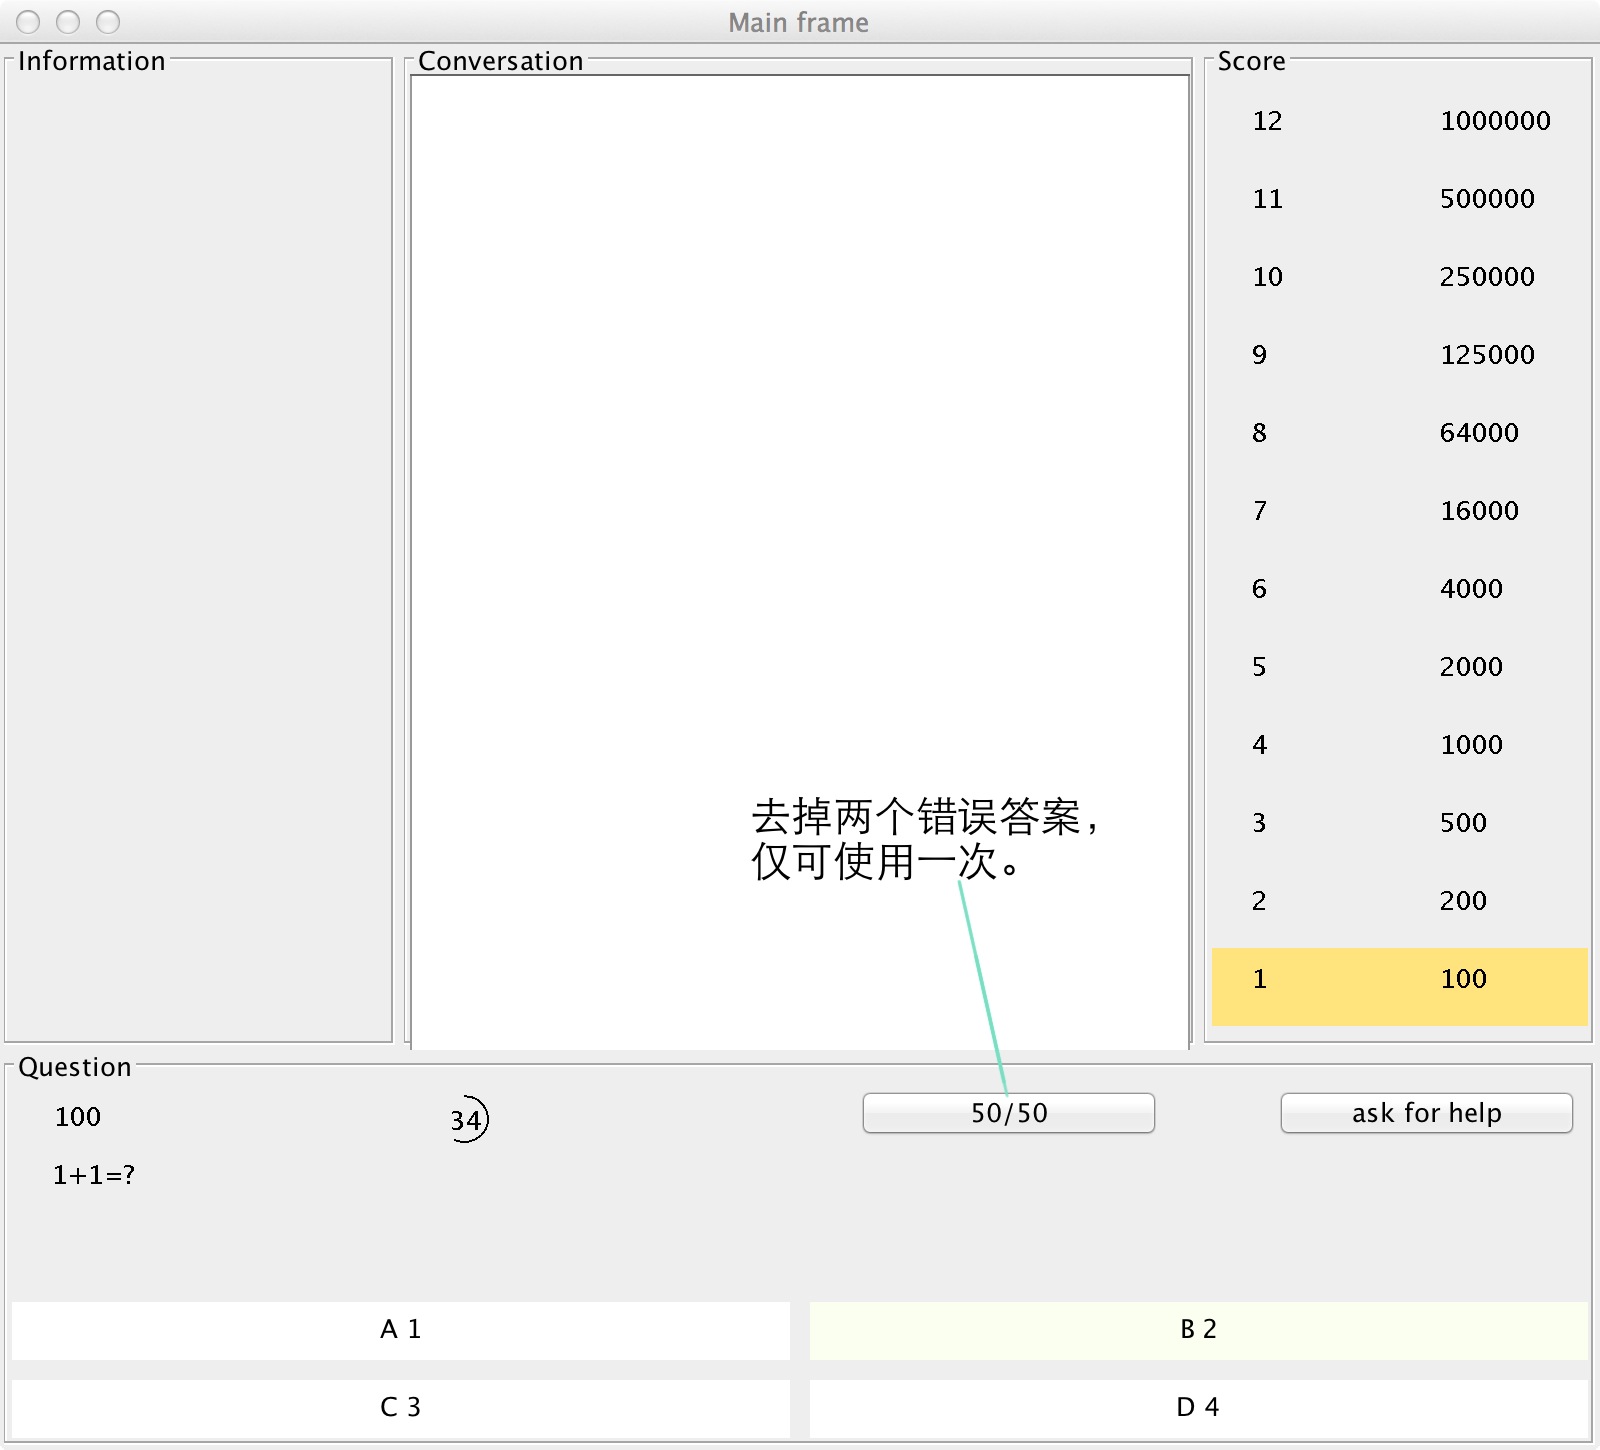 Main frame
Information
Conversation
Score
12 1000000
11 500000
10 250000
9 125000
8 64000
7 16000
6 4000
5 2000
4 1000
3 500
2 200
1 100
去掉两个错误答案，
仅可使用一次。
Question
100 34 50/50 ask for help
1+1=?
A 1 B 2
C 3 D 4